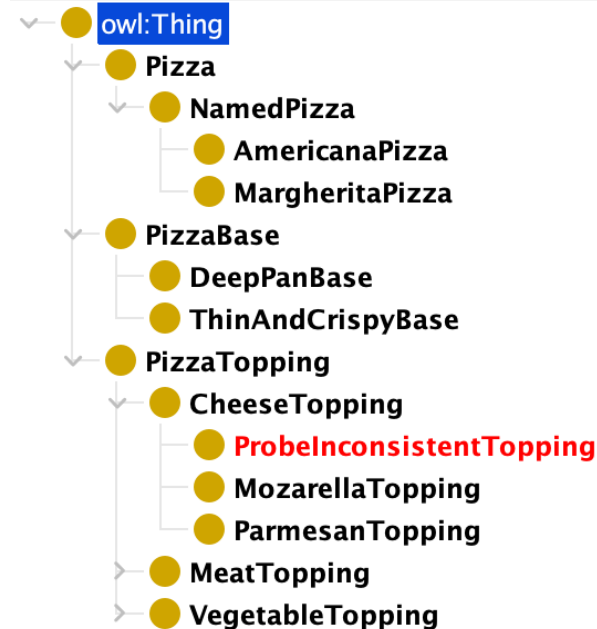 owl:Thing
Pizza
NamedPizza
AmericanaPizza
MargheritaPizza
PizzaBase
DeepPanBase
ThinAndCrispyBase
PizzaTopping
CheeseTopping
ProbeInconsistentTopping
MozarellaTopping
ParmesanTopping
MeatTopping
VegetableTopping